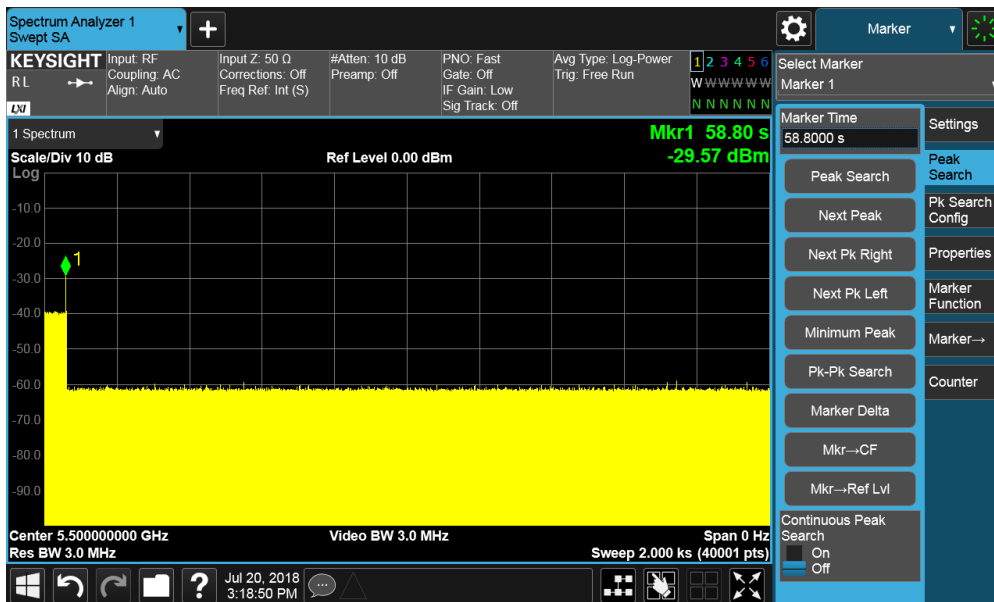 Spectrum Analyzer 1
Swept SA
+
Marker
KEYSIGHT
R L
LXI
Input: RF
Coupling: AC
Align: Auto
Input Z: 50 Ω
Corrections: Off
Freq Ref: Int (S)
#Atten: 10 dB
Preamp: Off
PNO: Fast
Gate: Off
IF Gain: Low
Sig Track: Off
Avg Type: Log-Power
Trig: Free Run
1 2 3 4 5 6
W W W W W W
N N N N N N
Select Marker
Marker 1
1 Spectrum
Scale/Div 10 dB
Log
Ref Level 0.00 dBm
Mkr1 58.80 s
-29.57 dBm
1
-10.0
-20.0
-30.0
-40.0
-50.0
-60.0
-70.0
-80.0
-90.0
Center 5.500000000 GHz
Res BW 3.0 MHz
Video BW 3.0 MHz
Span 0 Hz
Sweep 2.000 ks (40001 pts)
Marker Time
58.8000 s
Peak Search
Next Peak
Next Pk Right
Next Pk Left
Minimum Peak
Pk-Pk Search
Marker Delta
Mkr→CF
Mkr→Ref Lvl
Continuous Peak
Search
On
Off
Settings
Peak
Search
Pk Search
Config
Properties
Marker
Function
Marker→
Counter
?
Jul 20, 2018
3:18:50 PM